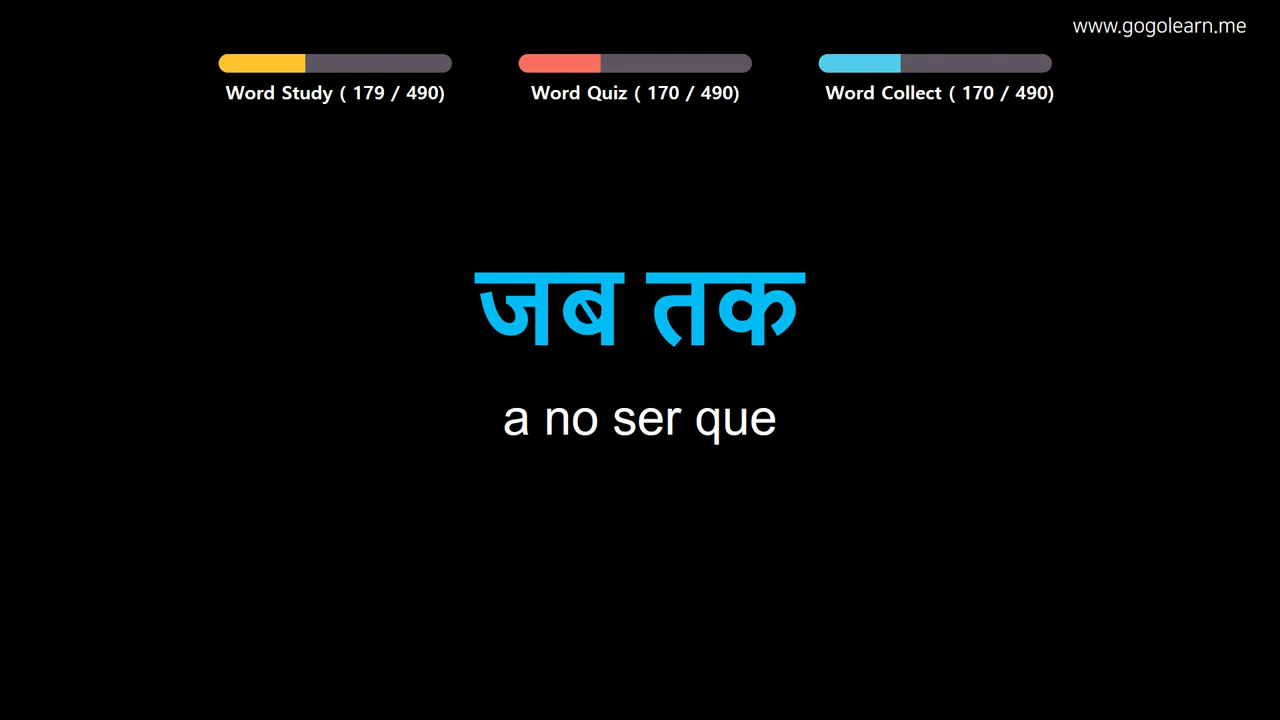 www.gogolearn.me
Word Study ( 179 / 490)
Word Quiz ( 170 / 490)
Word Collect ( 170 / 490)
जब तक
a no ser que